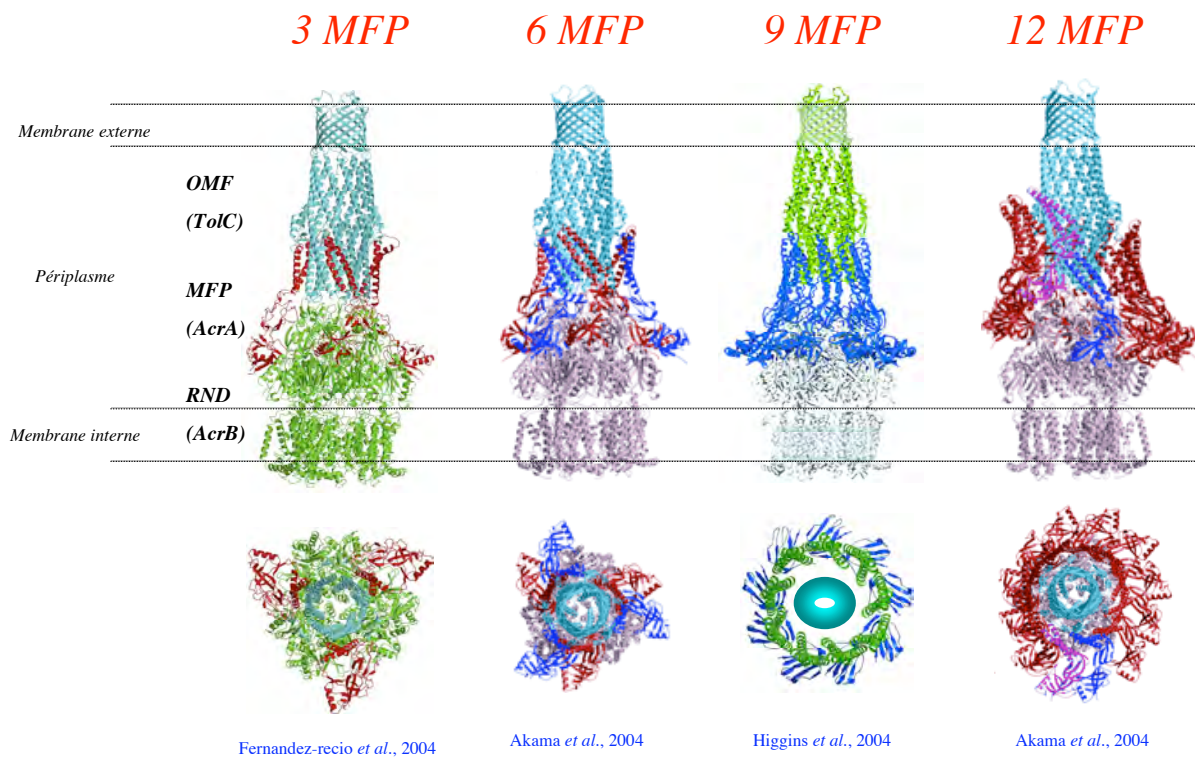 3 MFP 6 MFP 9 MFP 12 MFP
Membrane externe
OMF
(TolC)
Périplasme
MFP
(AcrA)
RND
Membrane interne
(AcrB)
Fernandez-recio et al., 2004
Akama et al., 2004
Higgins et al., 2004
Akama et al., 2004